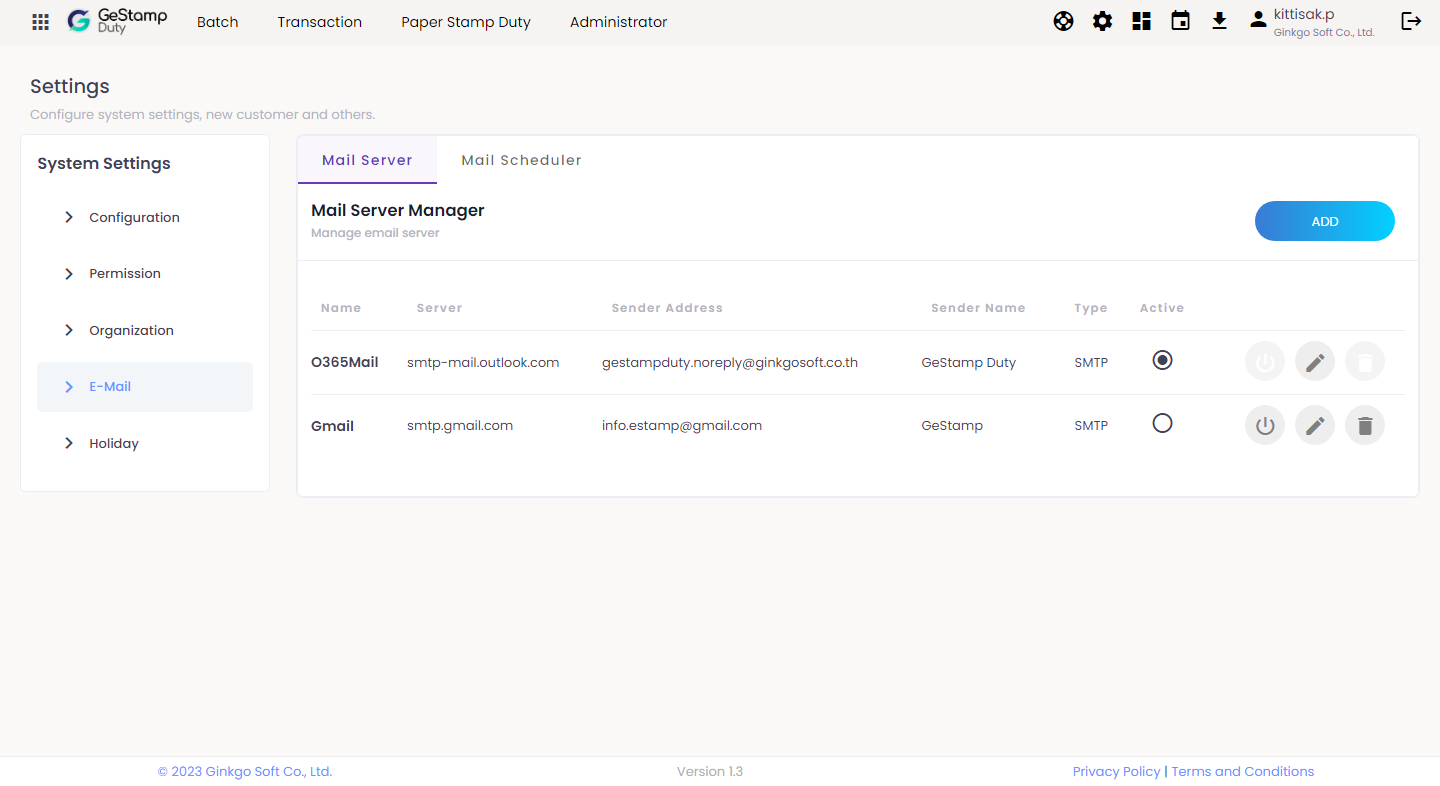 GeStamp
Duty
Batch
Transaction
Paper Stamp Duty
Administrator
kittisak.p
Ginkgo Soft Co., Ltd.
Settings
Configure system settings, new customer and others.
System Settings
Configuration
Permission
Organization
E-Mail
Holiday
Mail Server
Mail Scheduler
Mail Server Manager
Manage email server
ADD
Name Server Sender Address Sender Name Type Active
O365Mail smtp-mail.outlook.com gestampduty.noreply@ginkgosoft.co.th GeStamp Duty SMTP
Gmail smtp.gmail.com info.estamp@gmail.com GeStamp SMTP
© 2023 Ginkgo Soft Co., Ltd.
Version 1.3
Privacy Policy | Terms and Conditions